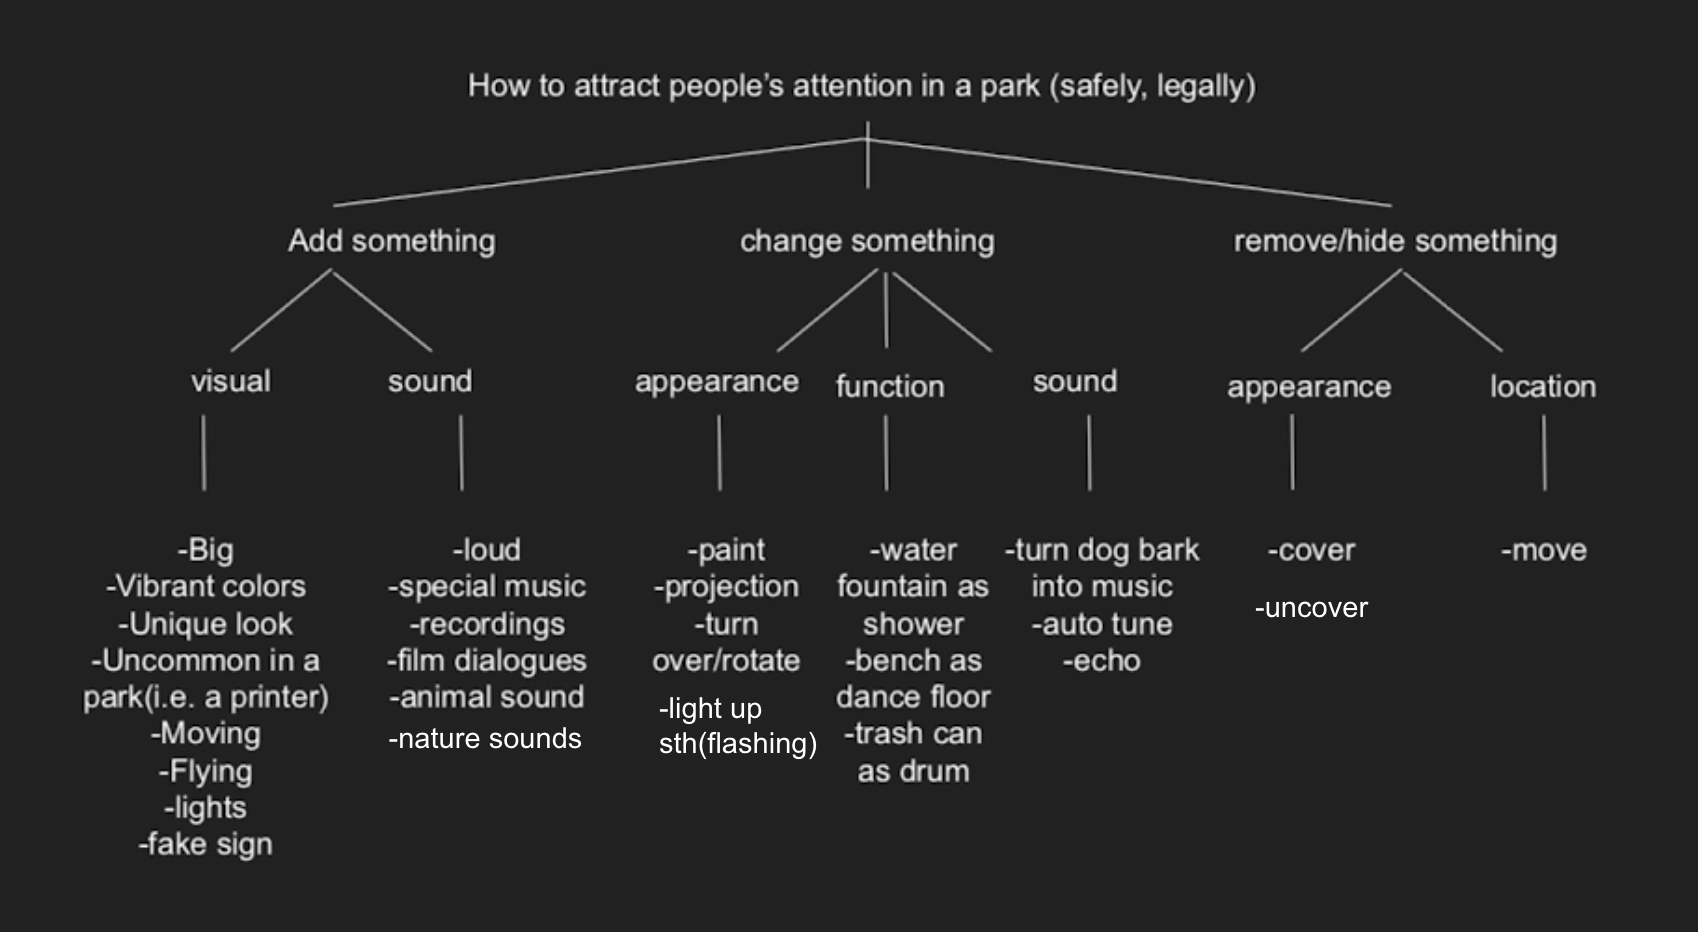 How to attract people's attention in a park (safely, legally)
Add something
change something
remove/hide something
visual
sound
appearance
function
sound
appearance
location
-Big
-Vibrant colors
-Unique look
-Uncommon in a
park(i.e. a printer)
-Moving
-Flying
-lights
-fake sign
-loud
-special music
-recordings
-film dialogues
-animal sound
-nature sounds
-paint
-projection
-turn
over/rotate
-light up
sth(flashing)
-water
fountain as
shower
-bench as
dance floor
-trash can
as drum
-turn dog bark
into music
-auto tune
-echo
-cover
-uncover
-move